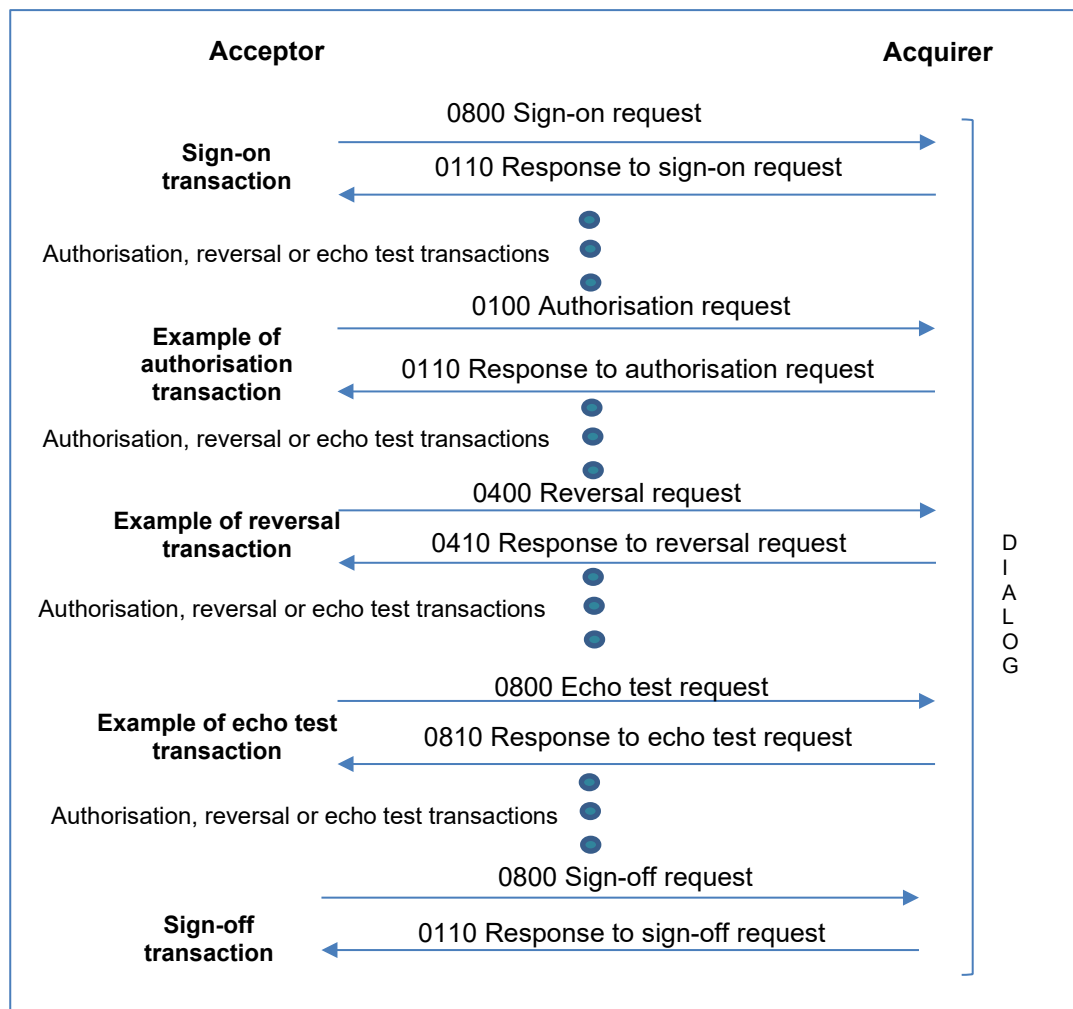 Acceptor
Acquirer
0800 Sign-on request
Sign-on
transaction
0110 Response to sign-on request
Authorisation, reversal or echo test transactions
0100 Authorisation request
Example of
authorisation
transaction
0110 Response to authorisation request
Authorisation, reversal or echo test transactions
0400 Reversal request
Example of reversal
transaction
0410 Response to reversal request
Authorisation, reversal or echo test transactions
0800 Echo test request
Example of echo test
transaction
0810 Response to echo test request
Authorisation, reversal or echo test transactions
0800 Sign-off request
Sign-off
transaction
0110 Response to sign-off request
D
I
A
L
O
G